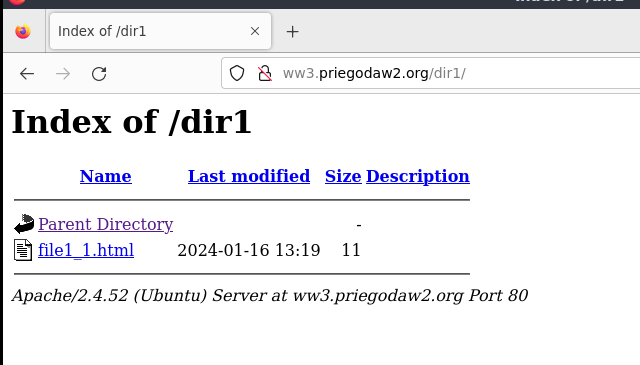 Index of /dir1
ww3.priegodaw2.org/dir1/
Index of /dir1
Name Last modified Size Description
Parent Directory -
file1_1.html 2024-01-16 13:19 11
Apache/2.4.52 (Ubuntu) Server at ww3.priegodaw2.org Port 80